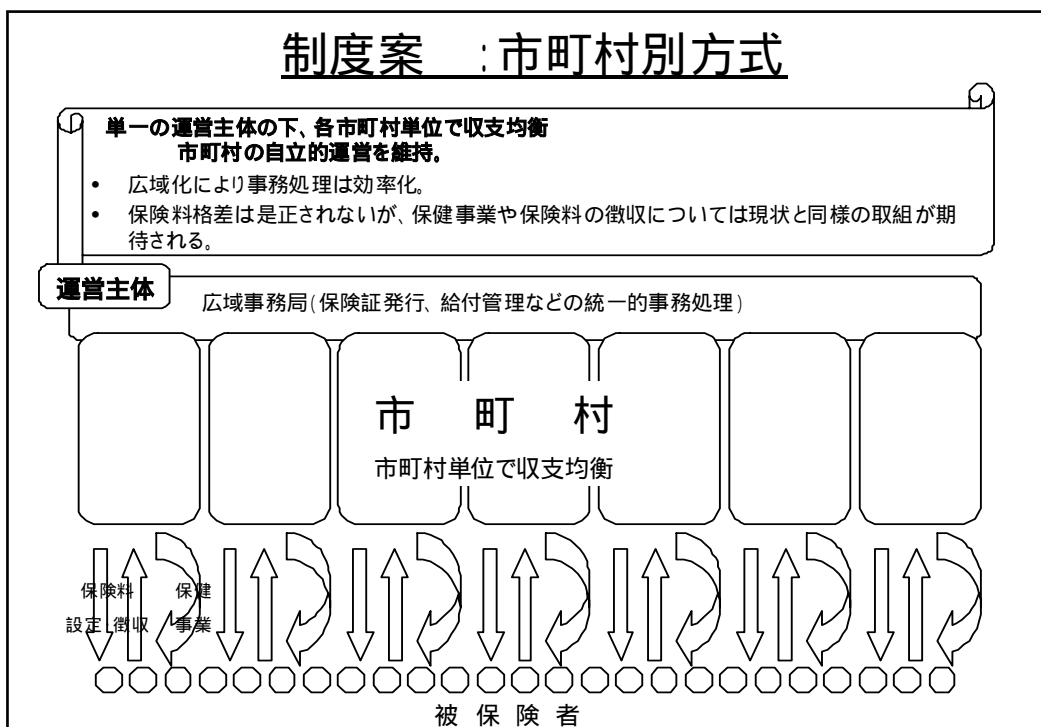 制度案 :市町村別方式
単一の運営主体の下、各市町村単位で収支均衡
市町村の自立的運営を維持。
• 広域化により事務処理は効率化。
• 保険料格差は是正されないが、保健事業や保険料の徴収については現状と同様の取組が期
待される。
運営主体
広域事務局(保険証発行、給付管理などの統一的事務処理)
市 町 村
市町村単位で収支均衡
保険料 保健
設定・徴収 事業
被 保 険 者